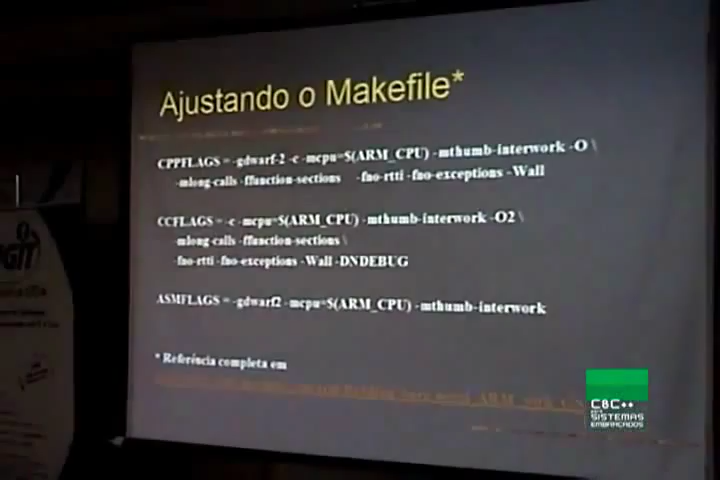 Ajustando o Makefile*
CPPFLAGS = -gdwarf-2 -c -mcpu=$(ARM_CPU) -mthumb-interwork -O \
-mlong-calls -ffunction-sections -fno-rtti -fno-exceptions -Wall
CCFLAGS = -c -mcpu=$(ARM_CPU) -mthumb-interwork -O2 \
-mlong-calls -ffunction-sections \
-fno-rtti -fno-exceptions -Wall -DNDEBUG
ASMFLAGS = -gdwarf2 -mcpu=$(ARM_CPU) -mthumb-interwork
* Referência completa em
C&C++
para
SISTEMAS
EMBARCADOS